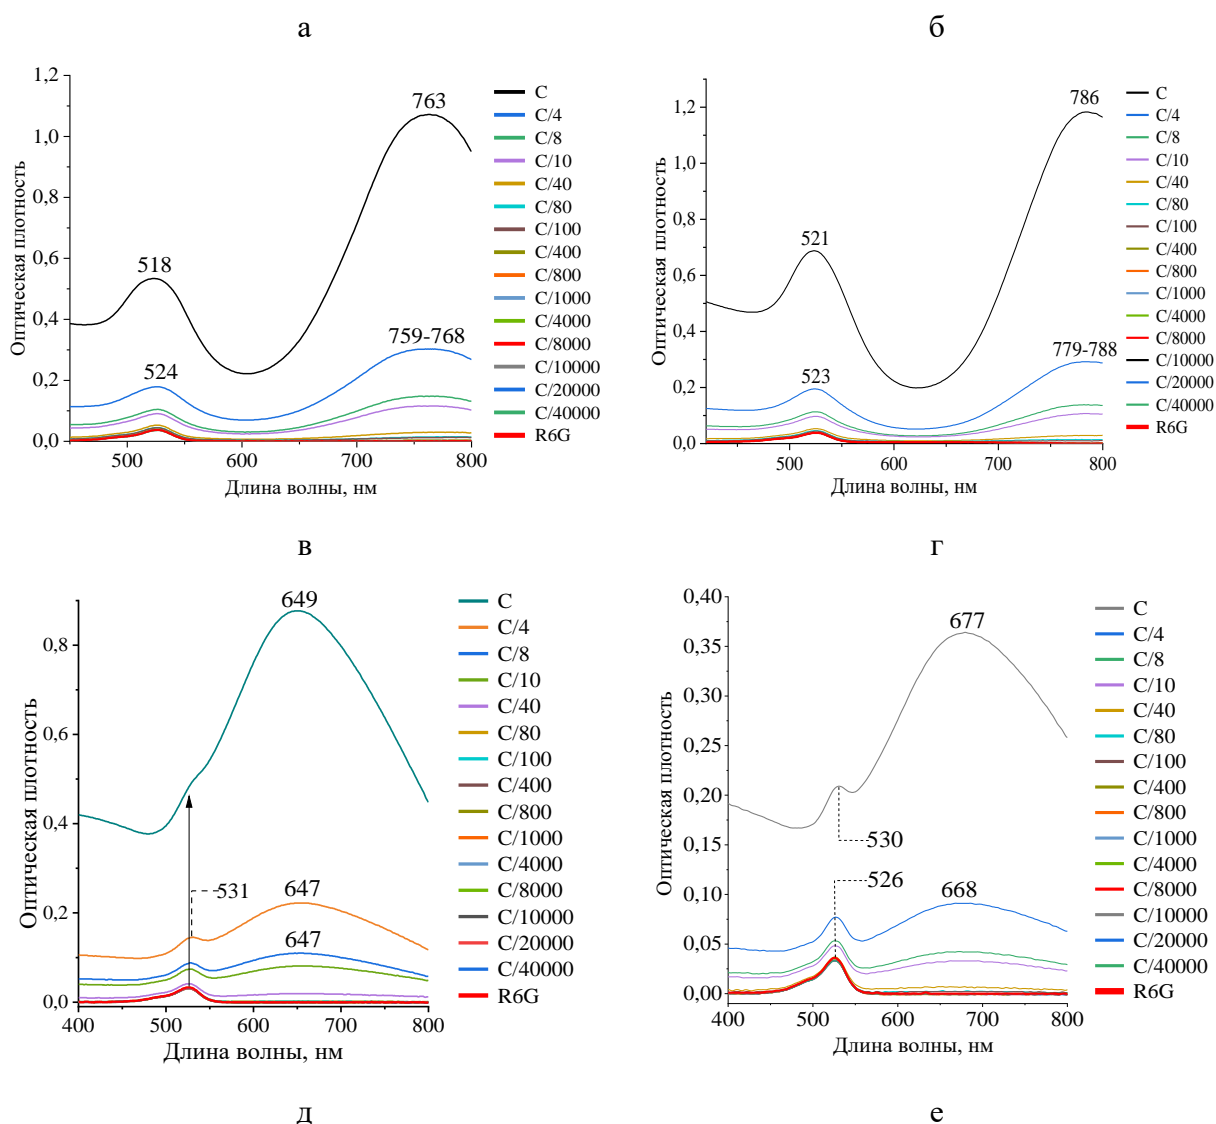 а
б
1,2
1,0
0,8
0,6
0,4
0,2
0,0
Оптическая плотность
763
518
759-768
524
500
600
700
800
Длина волны, нм
C
C/4
C/8
C/10
C/40
C/80
C/100
C/400
C/800
C/1000
C/4000
C/8000
C/10000
C/20000
C/40000
R6G
1,2
1,0
0,8
0,6
0,4
0,2
0,0
Оптическая плотность
786
521
779-788
523
500
600
700
800
Длина волны, нм
C
C/4
C/8
C/10
C/40
C/80
C/100
C/400
C/800
C/1000
C/4000
C/8000
C/10000
C/20000
C/40000
R6G
в
г
0,8
0,6
0,4
0,2
0,0
Оптическая плотность
649
531
647
647
400
500
600
700
800
Длина волны, нм
C
C/4
C/8
C/10
C/40
C/80
C/100
C/400
C/800
C/1000
C/4000
C/8000
C/10000
C/20000
C/40000
R6G
0,40
0,35
0,30
0,25
0,20
0,15
0,10
0,05
0,00
Оптическая плотность
677
530
526
668
400
500
600
700
800
Длина волны, нм
C
C/4
C/8
C/10
C/40
C/80
C/100
C/400
C/800
C/1000
C/4000
C/8000
C/10000
C/20000
C/40000
R6G
д
е